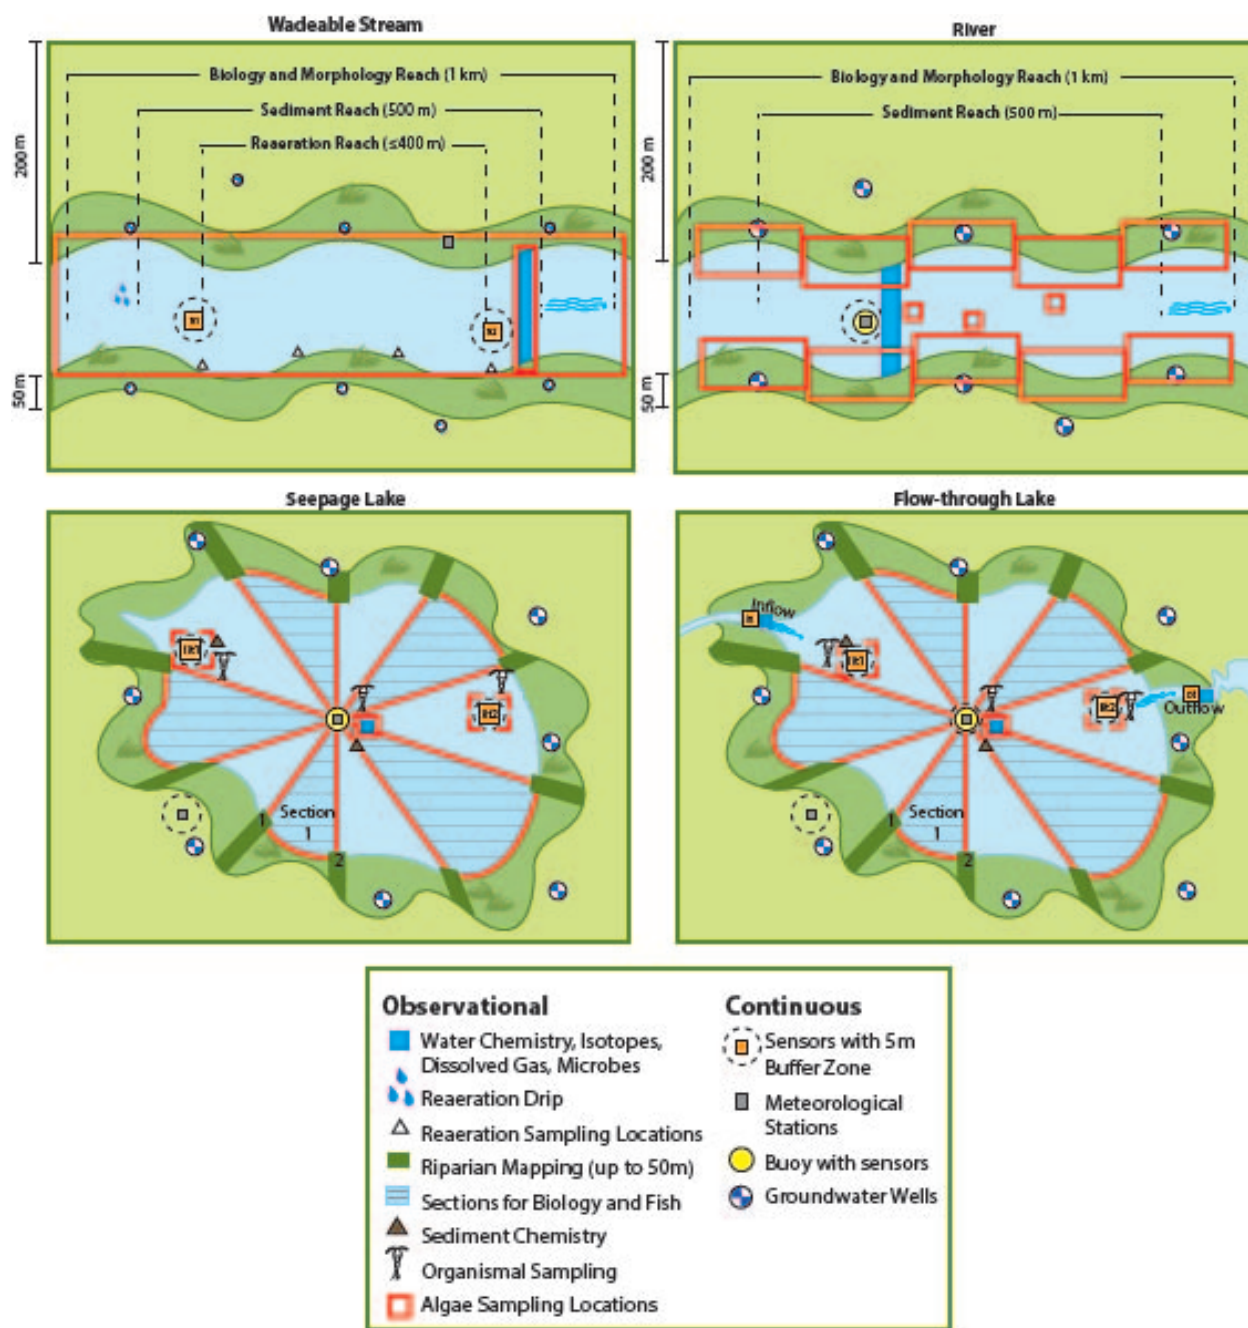 Wadeable Stream
Biology and Morphology Reach (1 km)
Sediment Reach (500 m)
Reaeration Reach (≤400 m)
200 m
50 m
River
Biology and Morphology Reach (1 km)
Sediment Reach (500 m)
200 m
50 m
Seepage Lake
Section
1
1
2
Flow-through Lake
Inflow
Outflow
Section
1
1
2
Observational
Water Chemistry, Isotopes,
Dissolved Gas, Microbes
Reaeration Drip
Reaeration Sampling Locations
Riparian Mapping (up to 50m)
Sections for Biology and Fish
Sediment Chemistry
Organismal Sampling
Algae Sampling Locations
Continuous
Sensors with 5m
Buffer Zone
Meteorological
Stations
Buoy with sensors
Groundwater Wells